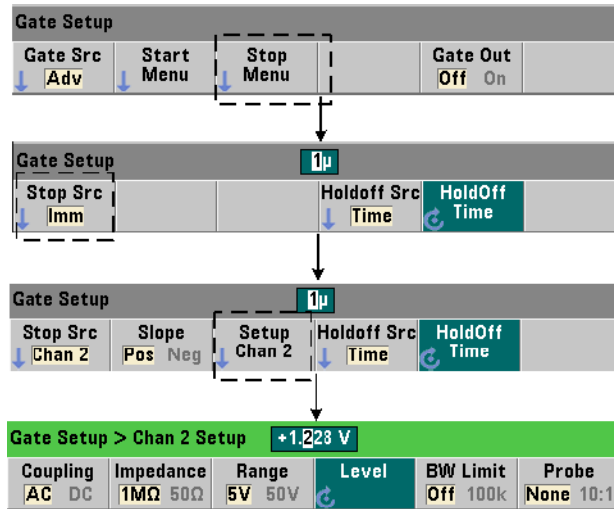 Gate Setup
Gate Src Start Stop Gate Out
Adv Menu Menu Off On
Gate Setup 1µ
Stop Src Holdoff Src HoldOff
Imm Time Time
Gate Setup 1µ
Stop Src Slope Setup Holdoff Src HoldOff
Chan 2 Pos Neg Chan 2 Time Time
Gate Setup > Chan 2 Setup +1.228 V
Coupling Impedance Range Level BW Limit Probe
AC DC 1MΩ 50Ω 5V 50V Off 100k None 10:1